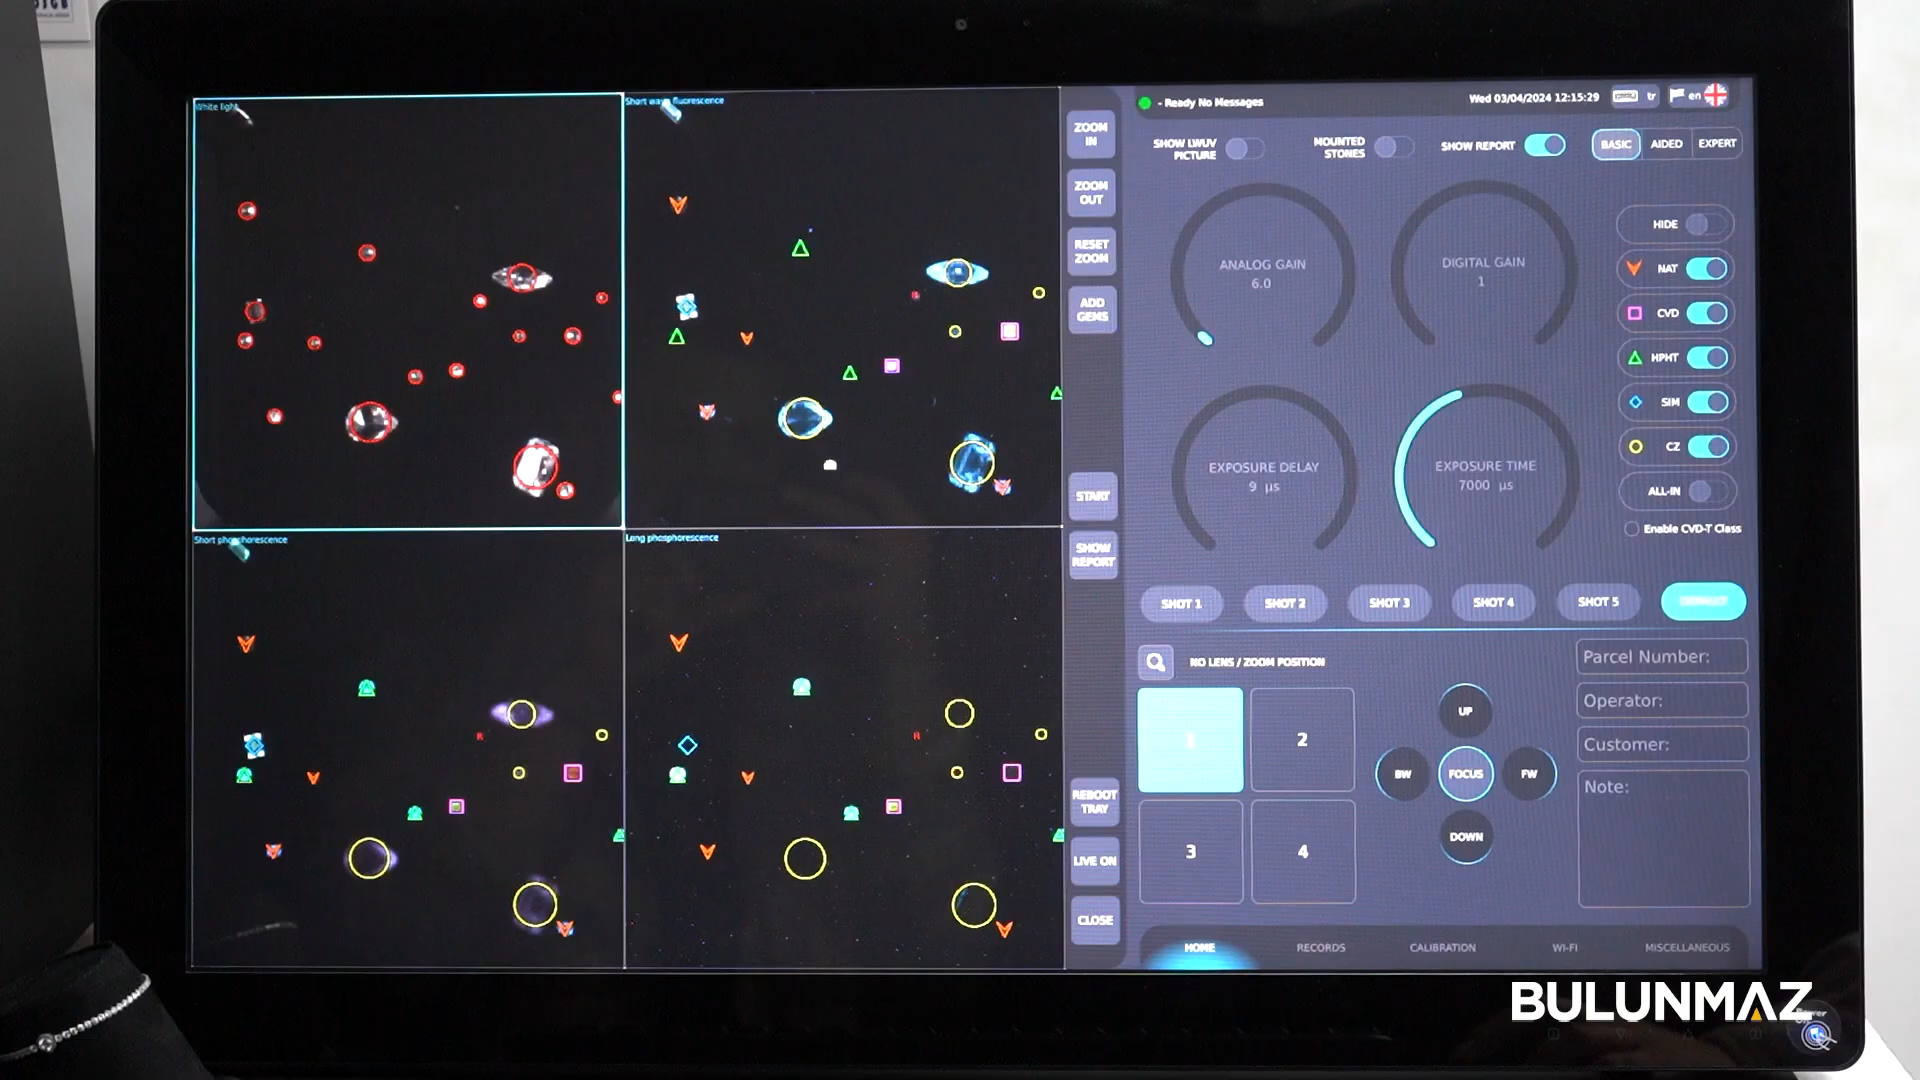 White light
Short wave fluorescence
Short phosphorescence
Long phosphorescence
R
R
ZOOM
IN
ZOOM
OUT
RESET
ZOOM
ADD
GEMS
START
SHOW
REPORT
REBOOT
TRAY
LIVE ON
CLOSE
- Ready No Messages
Wed 03/04/2024 12:15:29
tr
en
SHOW LWUV
PICTURE
MOUNTED
STONES
SHOW REPORT
BASIC
AIDED
EXPERT
ANALOG GAIN
6.0
DIGITAL GAIN
1
EXPOSURE DELAY
9 µs
EXPOSURE TIME
7000 µs
HIDE
NAT
CVD
HPHT
SIM
CZ
ALL-IN
Enable CVD-T Class
SHOT 1
SHOT 2
SHOT 3
SHOT 4
SHOT 5
DEFAULT
NO LENS / ZOOM POSITION
1
2
3
4
UP
BW
FOCUS
FW
DOWN
Parcel Number:
Operator:
Customer:
Note:
HOME
RECORDS
CALIBRATION
WI-FI
MISCELLANEOUS
BULUNMAZ